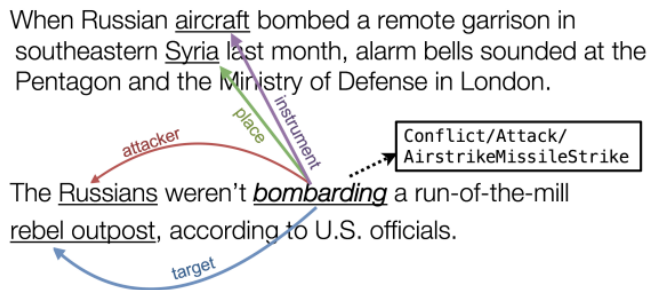 When Russian aircraft bombed a remote garrison in
southeastern Syria last month, alarm bells sounded at the
Pentagon and the Ministry of Defense in London.
instrument
place
attacker
Conflict/Attack/
AirstrikeMissileStrike
The Russians weren't bombarding a run-of-the-mill
rebel outpost, according to U.S. officials.
target